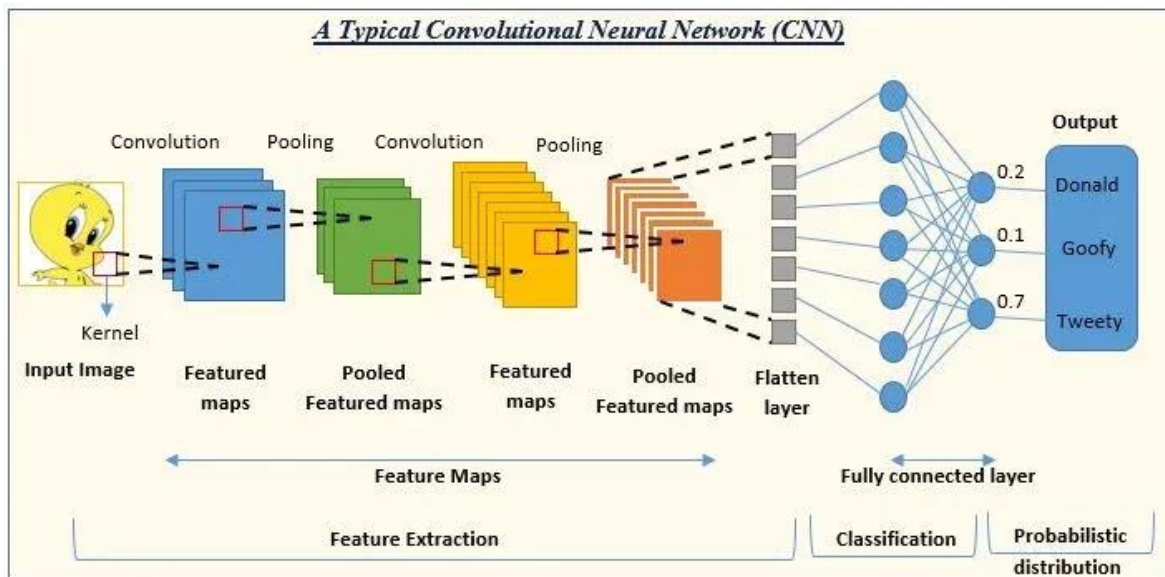 A Typical Convolutional Neural Network (CNN)
Convolution
Pooling
Convolution
Pooling
Output
0.2
Donald
0.1
Goofy
0.7
Tweety
Kernel
Input Image
Featured
maps
Pooled
Featured maps
Featured
maps
Pooled
Featured maps
Flatten
layer
Feature Maps
Fully connected layer
Feature Extraction
Classification
Probabilistic
distribution